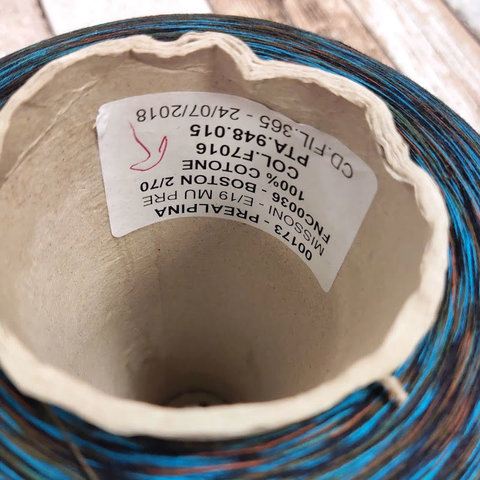 00173 - PREALPINA
MISSONI - E/19 MU PRE
FNC0036 - BOSTON 2/70
100% COTONE
COL.F7016
PTA.948.015
CD.FIL.365 - 24/07/2018